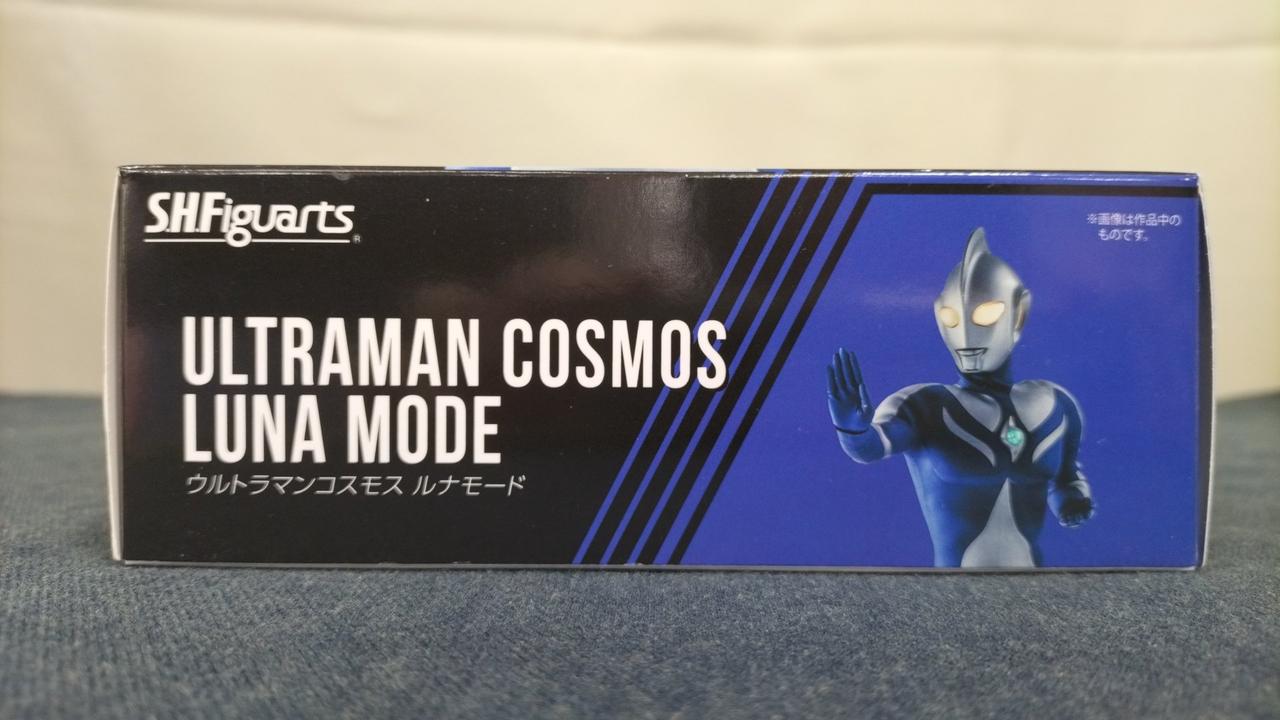 S.H.Figuarts®
ULTRAMAN COSMOS
LUNA MODE
ウルトラマンコスモス ルナモード
※画像は作品中の
ものです。